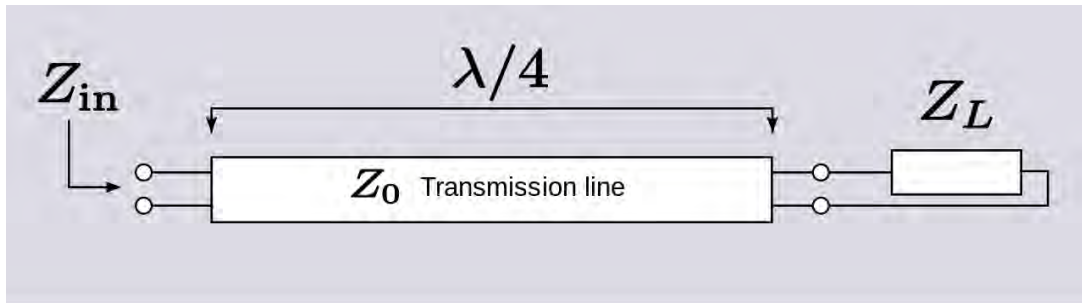 λ/4
Z_in
Z_L
Z_0 Transmission line